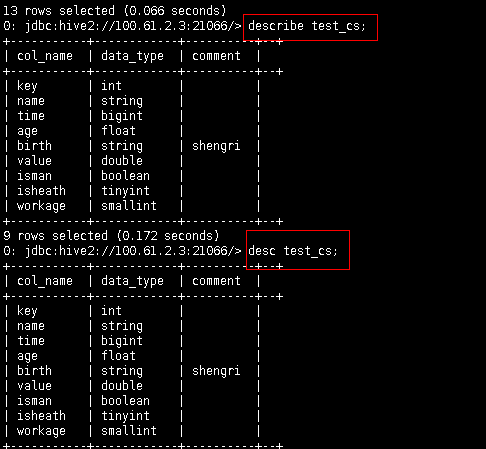 13 rows selected (0.066 seconds)
0: jdbc:hive2://100.61.2.3:21066/> describe test_cs;
+-----------+------------+----------+--+
| col_name | data_type | comment |
+-----------+------------+----------+--+
| key | int | |
| name | string | |
| time | bigint | |
| age | float | |
| birth | string | shengri |
| value | double | |
| isman | boolean | |
| isheath | tinyint | |
| workage | smallint | |
+-----------+------------+----------+--+
9 rows selected (0.172 seconds)
0: jdbc:hive2://100.61.2.3:21066/> desc test_cs;
+-----------+------------+----------+--+
| col_name | data_type | comment |
+-----------+------------+----------+--+
| key | int | |
| name | string | |
| time | bigint | |
| age | float | |
| birth | string | shengri |
| value | double | |
| isman | boolean | |
| isheath | tinyint | |
| workage | smallint | |
+-----------+------------+----------+--+